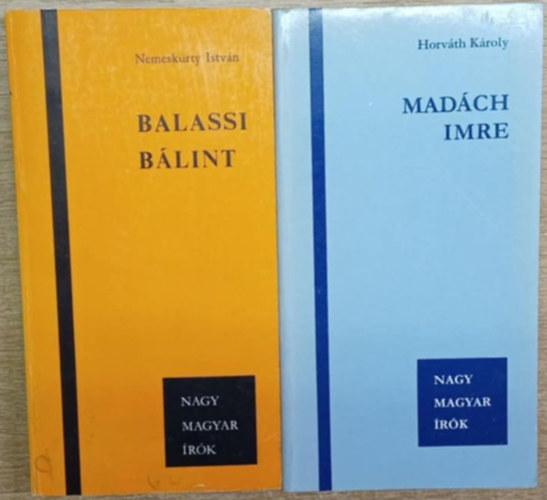 Nemeskürty István
BALASSI
BÁLINT
NAGY
MAGYAR
ÍRÓK
Horváth Károly
MADÁCH
IMRE
NAGY
MAGYAR
ÍRÓK